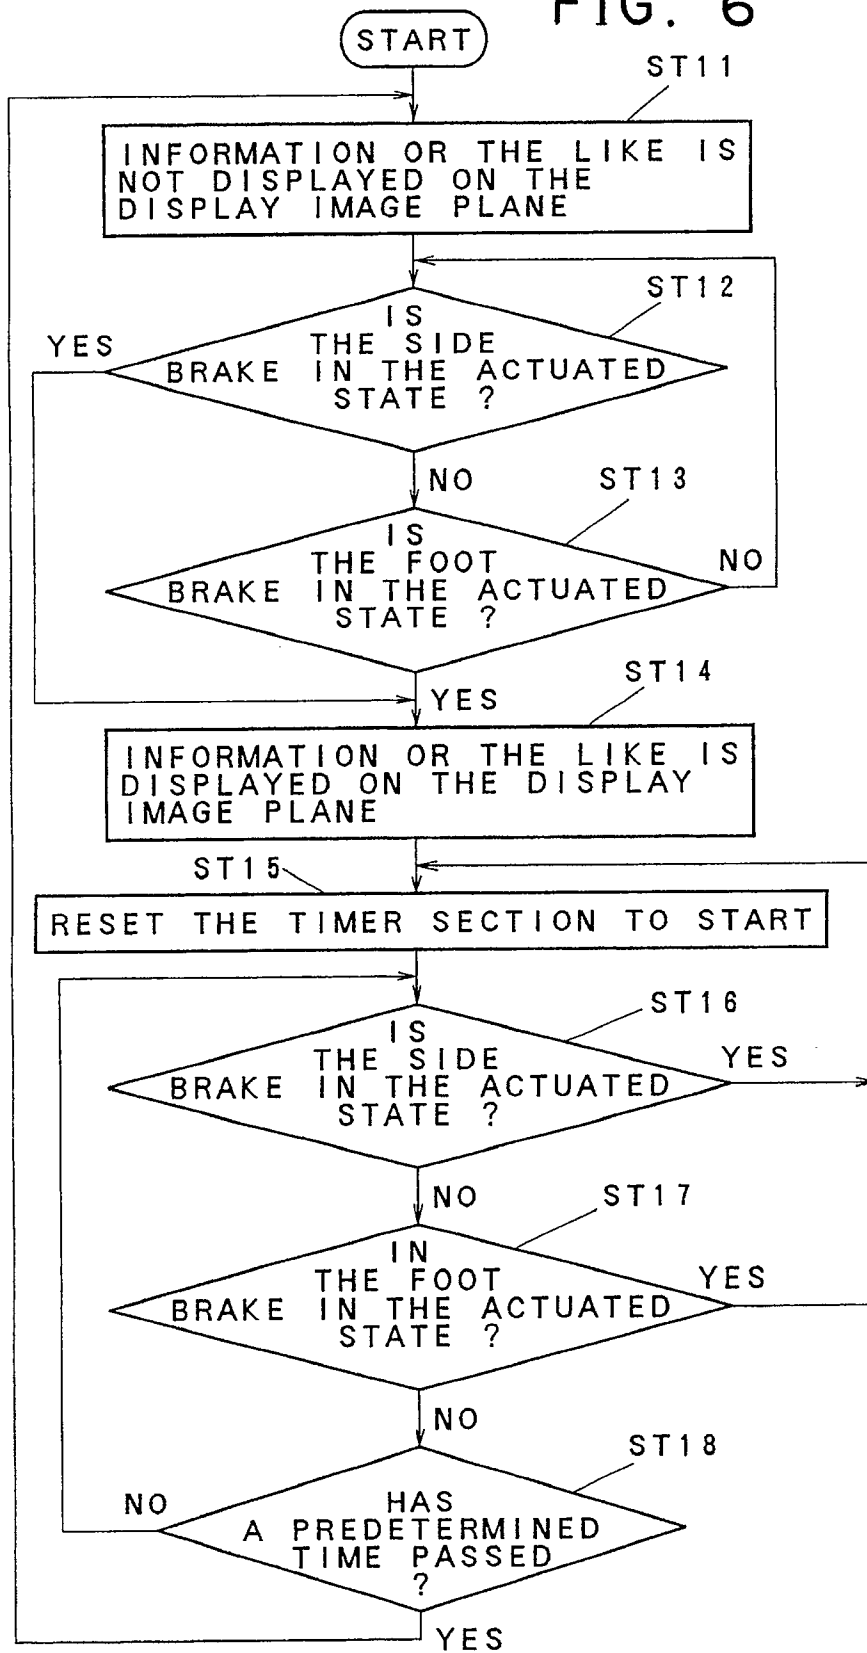 FIG. 6
START
ST11
INFORMATION OR THE LIKE IS
NOT DISPLAYED ON THE
DISPLAY IMAGE PLANE
ST12
IS
THE SIDE
BRAKE IN THE ACTUATED
STATE ?
YES
NO
ST13
IS
THE FOOT
BRAKE IN THE ACTUATED
STATE ?
NO
YES
ST14
INFORMATION OR THE LIKE IS
DISPLAYED ON THE DISPLAY
IMAGE PLANE
ST15
RESET THE TIMER SECTION TO START
ST16
IS
THE SIDE
BRAKE IN THE ACTUATED
STATE ?
YES
NO
ST17
IN
THE FOOT
BRAKE IN THE ACTUATED
STATE ?
YES
NO
ST18
HAS
A PREDETERMINED
TIME PASSED
?
NO
YES